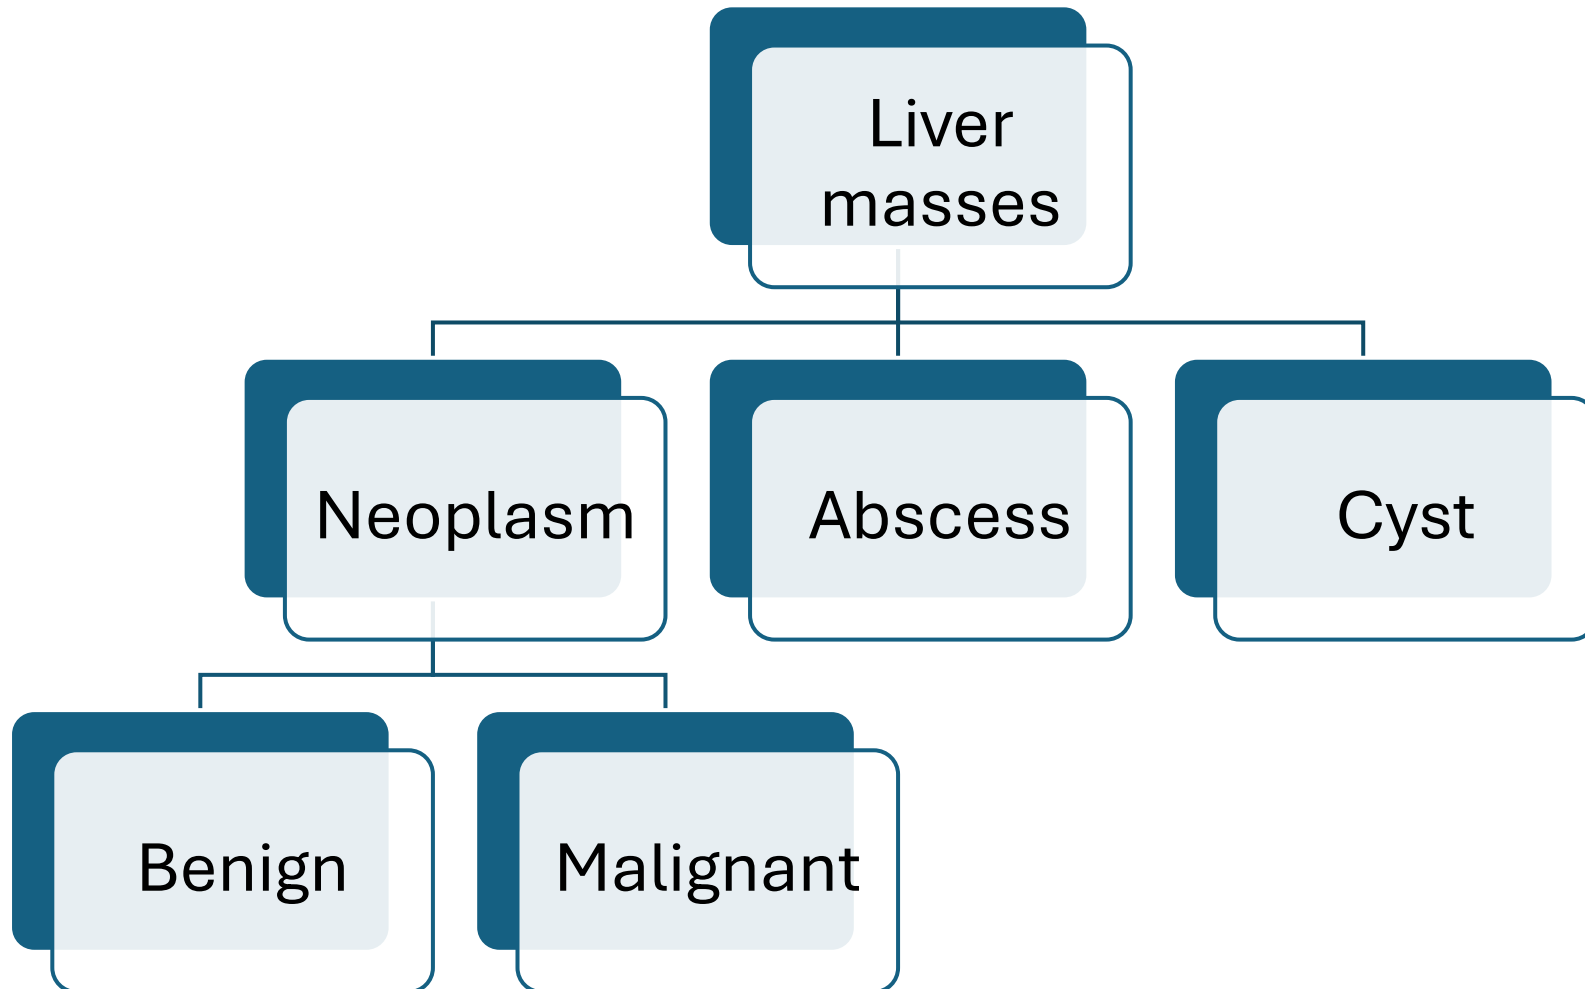 Liver
masses
Neoplasm
Abscess
Cyst
Benign
Malignant